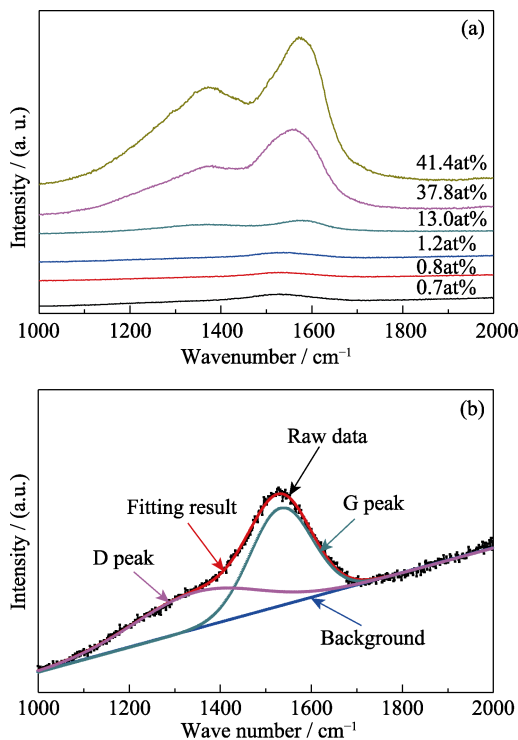 (a)
Intensity / (a. u.)
41.4at%
37.8at%
13.0at%
1.2at%
0.8at%
0.7at%
1000 1200 1400 1600 1800 2000
Wavenumber / cm⁻¹
(b)
Intensity / (a.u.)
Raw data
Fitting result
G peak
D peak
Background
1000 1200 1400 1600 1800 2000
Wave number / cm⁻¹